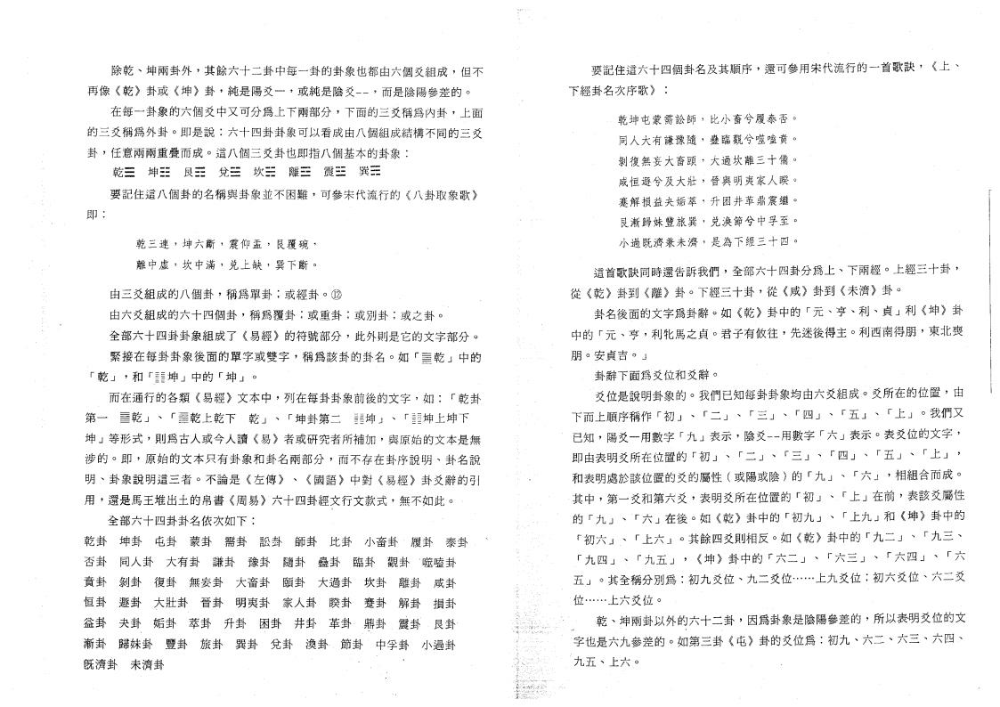 除乾、坤兩卦外，其餘六十二卦中每一卦的卦象也都由六個爻組成，但不
再像《乾》卦或《坤》卦，純是陽爻一，或純是陰爻--，而是陰陽參差的。
在每一卦象的六個爻中又可分爲上下兩部分，下面的三爻稱爲內卦，上面
的三爻稱爲外卦。即是說：六十四卦卦象可以看成由八個組成結構不同的三爻
卦，任意兩兩重疊而成。這八個三爻卦也即指八個基本的卦象：
乾☰ 坤☷ 艮☶ 兌☱ 坎☵ 離☲ 震☳ 巽☴
要記住這八個卦的名稱與卦象並不困難，可參宋代流行的《八卦取象歌》
即：
乾三連，坤六斷，震仰盂，艮覆碗，
離中虛，坎中滿，兌上缺，巽下斷。
由三爻組成的八個卦，稱爲單卦；或經卦。⑫
由六爻組成的六十四個卦，稱爲覆卦；或重卦；或別卦；或之卦。
全部六十四卦卦象組成了《易經》的符號部分，此外則是它的文字部分。
緊接在每卦卦象後面的單字或雙字，稱爲該卦的卦名。如「䷀乾」中的
「乾」，和「䷁坤」中的「坤」。
而在通行的各類《易經》文本中，列在每卦卦象前後的文字，如：「乾卦
第一 ䷀乾」、「䷀乾上乾下 乾」、「坤卦第二 ䷁坤」、「䷁坤上坤下
坤」等形式，則爲古人或今人讀《易》者或研究者所補加，與原始的文本是無
涉的。即，原始的文本只有卦象和卦名兩部分，而不存在卦序說明、卦名說
明、卦象說明這三者。不論是《左傳》、《國語》中對《易經》卦爻辭的引
用，還是馬王堆出土的帛書《周易》六十四卦經文行文款式，無不如此。
全部六十四卦卦名依次如下：
乾卦 坤卦 屯卦 蒙卦 需卦 訟卦 師卦 比卦 小畜卦 履卦 泰卦
否卦 同人卦 大有卦 謙卦 豫卦 隨卦 蠱卦 臨卦 觀卦 噬嗑卦
賁卦 剝卦 復卦 無妄卦 大畜卦 頤卦 大過卦 坎卦 離卦 咸卦
恒卦 遯卦 大壯卦 晉卦 明夷卦 家人卦 睽卦 蹇卦 解卦 損卦
益卦 夬卦 姤卦 萃卦 升卦 困卦 井卦 革卦 鼎卦 震卦 艮卦
漸卦 歸妹卦 豐卦 旅卦 巽卦 兌卦 渙卦 節卦 中孚卦 小過卦
既濟卦 未濟卦
要記住這六十四個卦名及其順序，還可參用宋代流行的一首歌訣，《上、
下經卦名次序歌》：
乾坤屯蒙需訟師，比小畜兮履泰否。
同人大有謙豫隨，蠱臨觀兮噬嗑賁。
剝復無妄大畜頤，大過坎離三十備。
咸恒遯兮及大壯，晉與明夷家人睽。
蹇解損益夬姤萃，升困井革鼎震繼。
艮漸歸妹豐旅巽，兌渙節兮中孚至。
小過既濟兼未濟，是為下經三十四。
這首歌訣同時還告訴我們，全部六十四卦分爲上、下兩經。上經三十卦，
從《乾》卦到《離》卦。下經三十卦，從《咸》卦到《未濟》卦。
卦名後面的文字爲卦辭。如《乾》卦中的「元、亨、利、貞」利《坤》卦
中的「元、亨，利牝馬之貞。君子有攸往，先迷後得主。利西南得朋，東北喪
朋。安貞吉。」
卦辭下面爲爻位和爻辭。
爻位是說明卦象的。我們已知每卦卦象均由六爻組成。爻所在的位置，由
下而上順序稱作「初」、「二」、「三」、「四」、「五」、「上」。我們又
已知，陽爻一用數字「九」表示，陰爻--用數字「六」表示。表爻位的文字，
即由表明爻所在位置的「初」、「二」、「三」、「四」、「五」、「上」，
和表明處於該位置的爻的屬性（或陽或陰）的「九」、「六」，相組合而成。
其中，第一爻和第六爻，表明爻所在位置的「初」、「上」在前，表該爻屬性
的「九」、「六」在後。如《乾》卦中的「初九」、「上九」和《坤》卦中的
「初六」、「上六」。其餘四爻則相反。如《乾》卦中的「九二」、「九三、
「九四」、「九五」，《坤》卦中的「六二」、「六三」、「六四」、「六
五」。其全稱分別爲：初九爻位、九二爻位……上九爻位；初六爻位、六二爻
位……上六爻位。
乾、坤兩卦以外的六十二卦，因爲卦象是陰陽參差的，所以表明爻位的文
字也是六九參差的。如第三卦《屯》卦的爻位爲：初九、六二、六三、六四、
九五、上六。